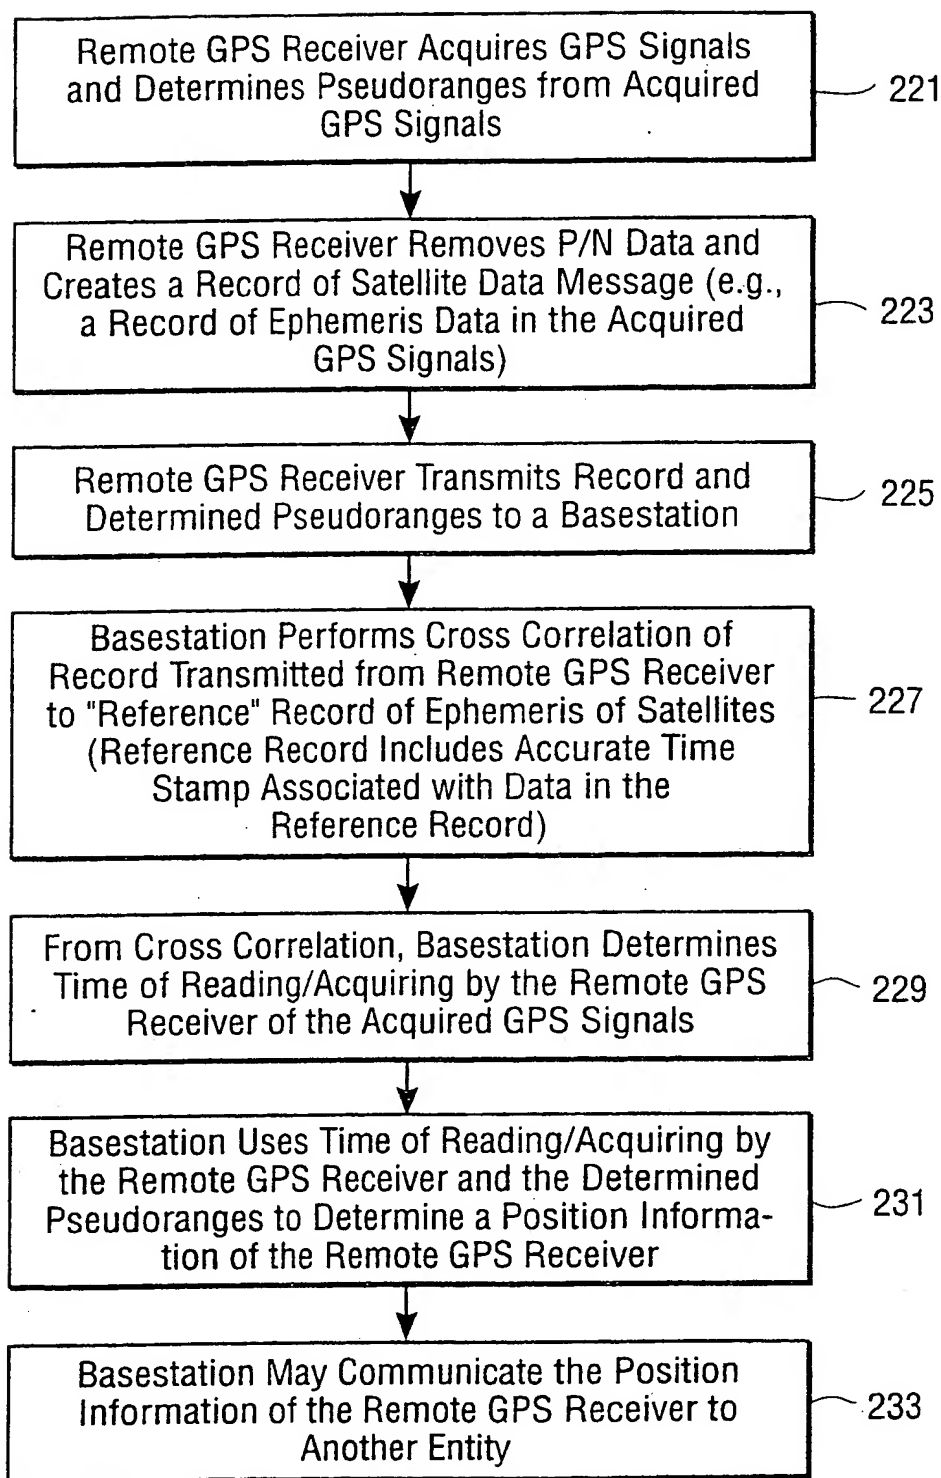 Remote GPS Receiver Acquires GPS Signals
and Determines Pseudoranges from Acquired
GPS Signals
221
Remote GPS Receiver Removes P/N Data and
Creates a Record of Satellite Data Message (e.g.,
a Record of Ephemeris Data in the Acquired
GPS Signals)
223
Remote GPS Receiver Transmits Record and
Determined Pseudoranges to a Basestation
225
Basestation Performs Cross Correlation of
Record Transmitted from Remote GPS Receiver
to "Reference" Record of Ephemeris of Satellites
(Reference Record Includes Accurate Time
Stamp Associated with Data in the
Reference Record)
227
From Cross Correlation, Basestation Determines
Time of Reading/Acquiring by the Remote GPS
Receiver of the Acquired GPS Signals
229
Basestation Uses Time of Reading/Acquiring by
the Remote GPS Receiver and the Determined
Pseudoranges to Determine a Position Informa-
tion of the Remote GPS Receiver
231
Basestation May Communicate the Position
Information of the Remote GPS Receiver to
Another Entity
233